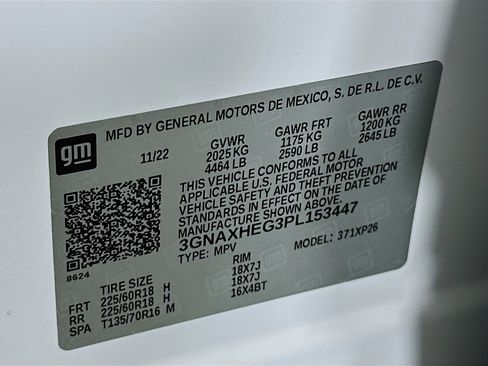 gm
MFD BY GENERAL MOTORS DE MEXICO, S. DE R.L. DE C.V.
11/22 GVWR GAWR FRT GAWR RR
2025 KG 1175 KG 1200 KG
4464 LB 2590 LB 2645 LB
THIS VEHICLE CONFORMS TO ALL
APPLICABLE U.S. FEDERAL MOTOR
VEHICLE SAFETY AND THEFT PREVENTION
STANDARDS IN EFFECT ON THE DATE OF
MANUFACTURE SHOWN ABOVE.
3GNAXHEG3PL153447
TYPE: MPV MODEL: 371XP26
8624
TIRE SIZE RIM
FRT 225/60R18 H 18X7J
RR 225/60R18 H 18X7J
SPA T135/70R16 M 16X4BT